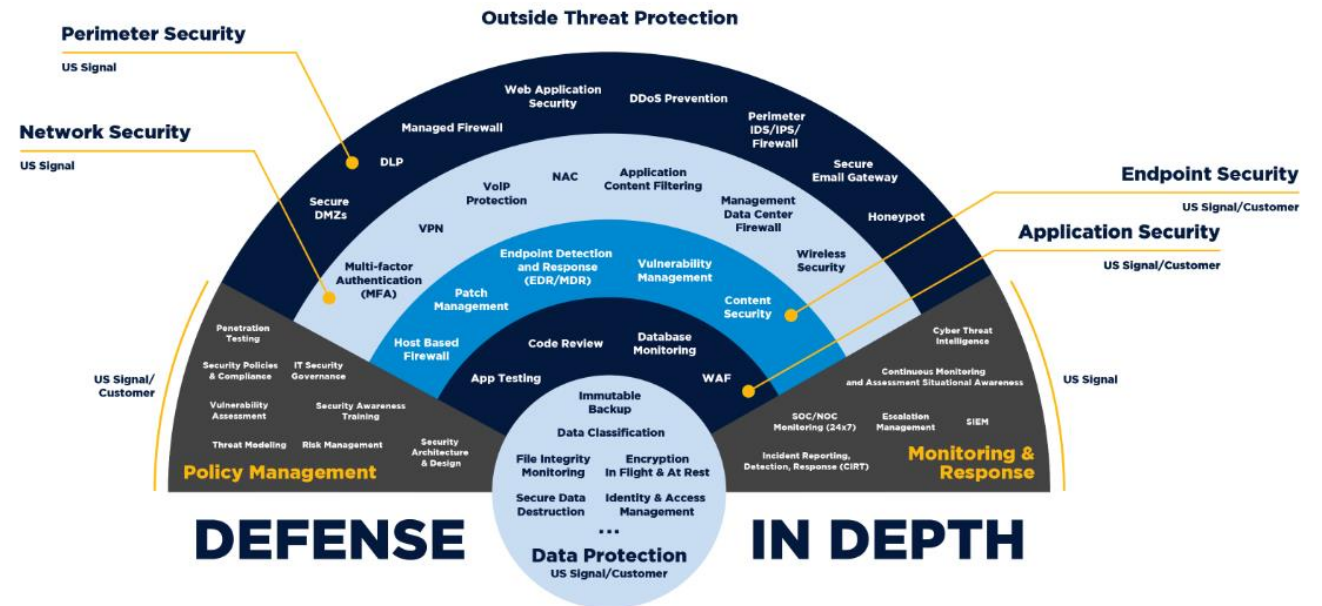 Outside Threat Protection
Perimeter Security
US Signal
Network Security
US Signal
Endpoint Security
US Signal/Customer
Application Security
US Signal/Customer
Secure
DMZs
DLP
Managed Firewall
Web Application
Security
DDoS Prevention
Perimeter
IDS/IPS/
Firewall
Secure
Email Gateway
Honeypot
Multi-factor
Authentication
(MFA)
VPN
VoIP
Protection
NAC
Application
Content Filtering
Management
Data Center
Firewall
Wireless
Security
Host Based
Firewall
Patch
Management
Endpoint Detection
and Response
(EDR/MDR)
Vulnerability
Management
Content
Security
App Testing
Code Review
Database
Monitoring
WAF
US Signal/
Customer
Penetration
Testing
Security Policies
& Compliance
IT Security
Governance
Vulnerability
Assessment
Security Awareness
Training
Threat Modeling
Risk Management
Security
Architecture
& Design
Policy Management
Immutable
Backup
Data Classification
File Integrity
Monitoring
Encryption
In Flight & At Rest
Secure Data
Destruction
Identity & Access
Management
...
Data Protection
US Signal/Customer
Cyber Threat
Intelligence
Continuous Monitoring
and Assessment Situational Awareness
SOC/NOC
Monitoring (24x7)
Escalation
Management
SIEM
Incident Reporting,
Detection, Response (CIRT)
Monitoring &
Response
US Signal
DEFENSE IN DEPTH